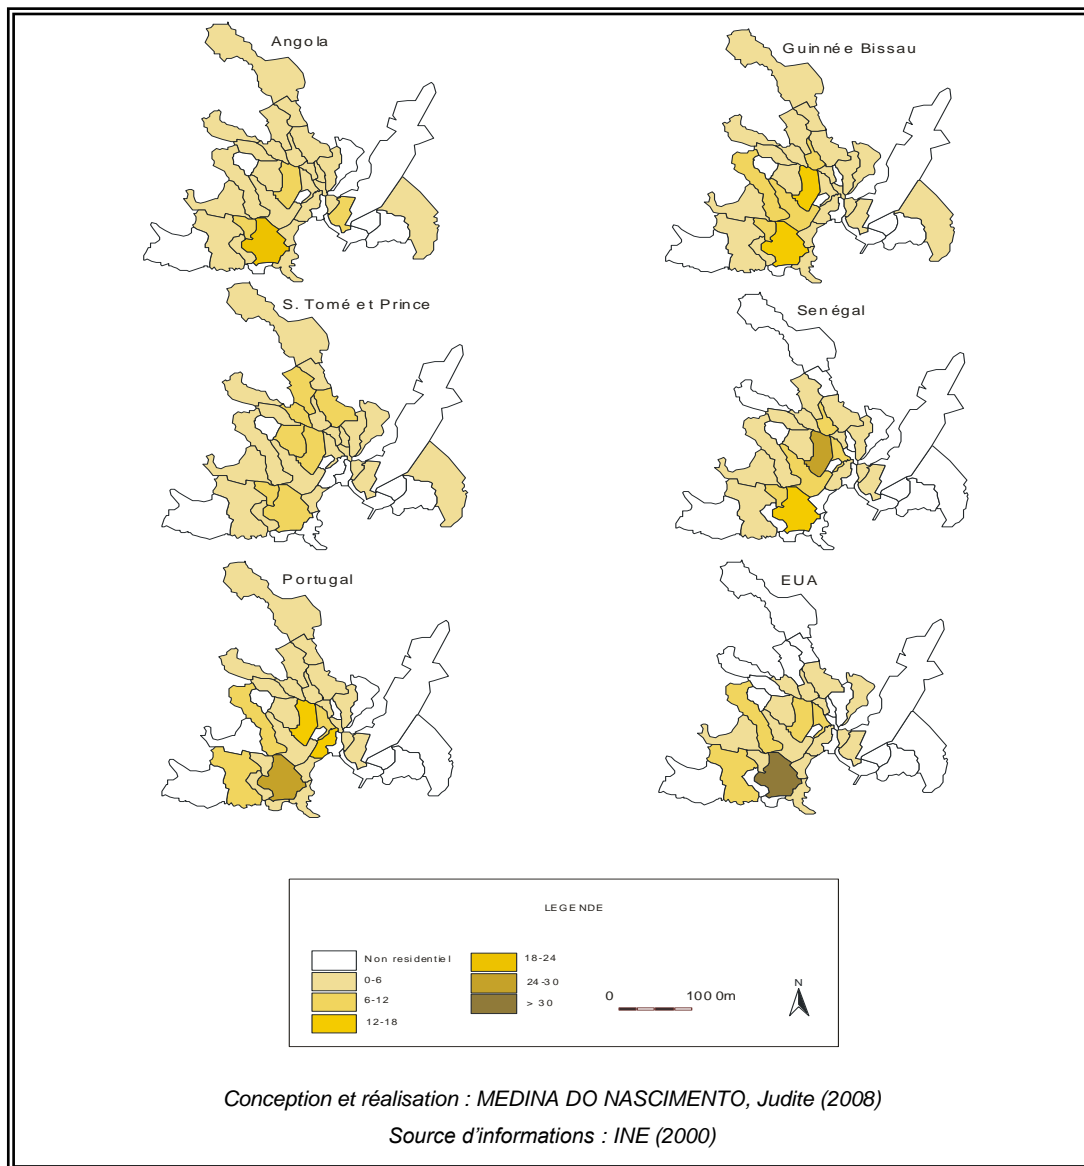 Angola
Guinnée Bissau
S. Tomé et Prince
Senégal
Portugal
EUA
LEGENDE
Non residentiel
0-6
6-12
12-18
18-24
24-30
> 30
0 1000m
N
Conception et réalisation : MEDINA DO NASCIMENTO, Judite (2008)
Source d'informations : INE (2000)